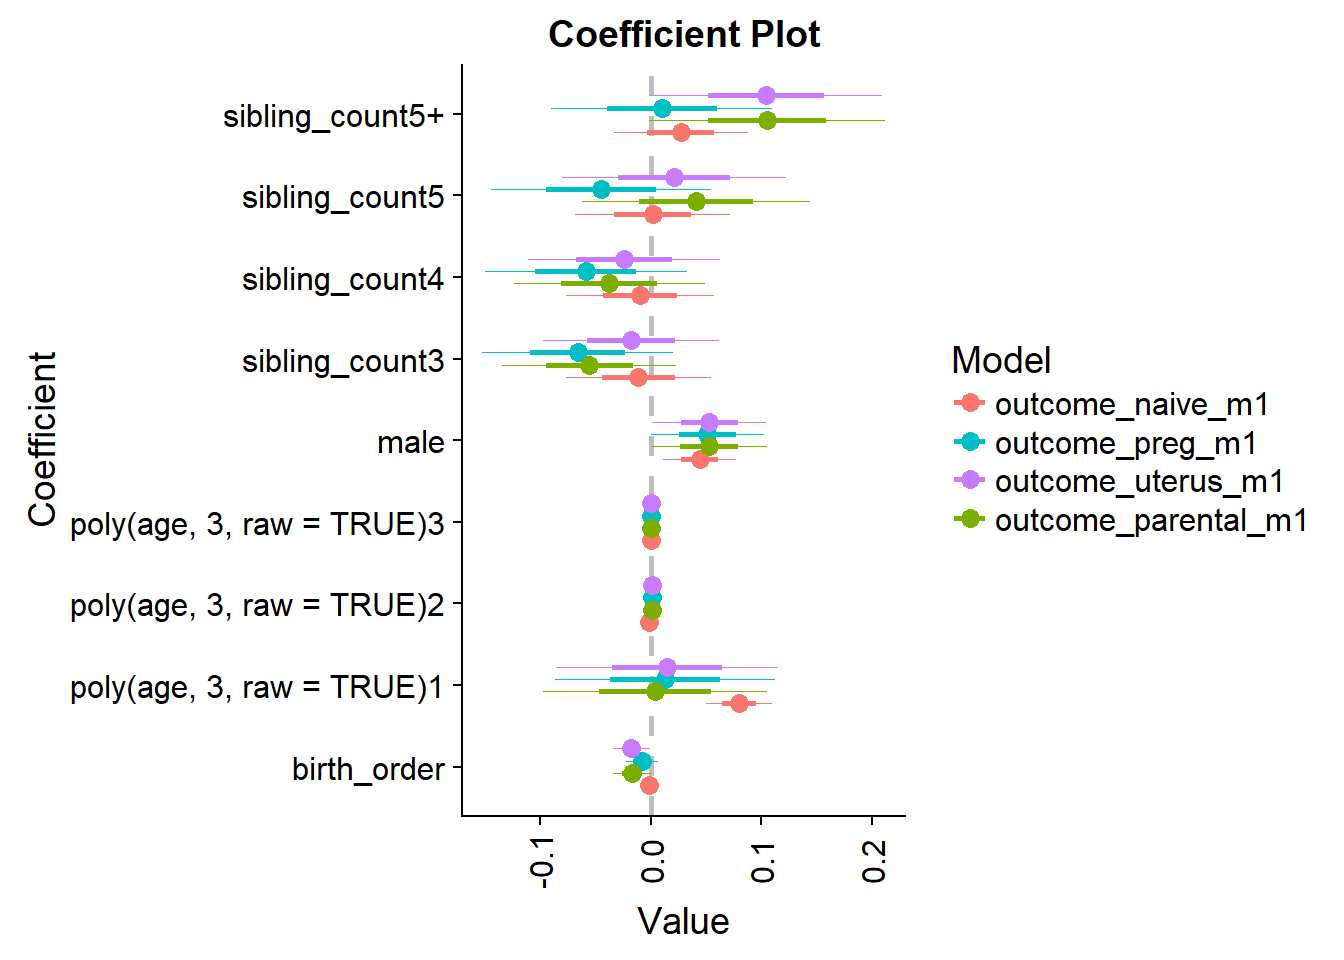 Coefficient Plot
sibling_count5+
sibling_count5
sibling_count4
sibling_count3
male
poly(age, 3, raw = TRUE)3
poly(age, 3, raw = TRUE)2
poly(age, 3, raw = TRUE)1
birth_order
Coefficient
-0.1
0.0
0.1
0.2
Value
Model
outcome_naive_m1
outcome_preg_m1
outcome_uterus_m1
outcome_parental_m1